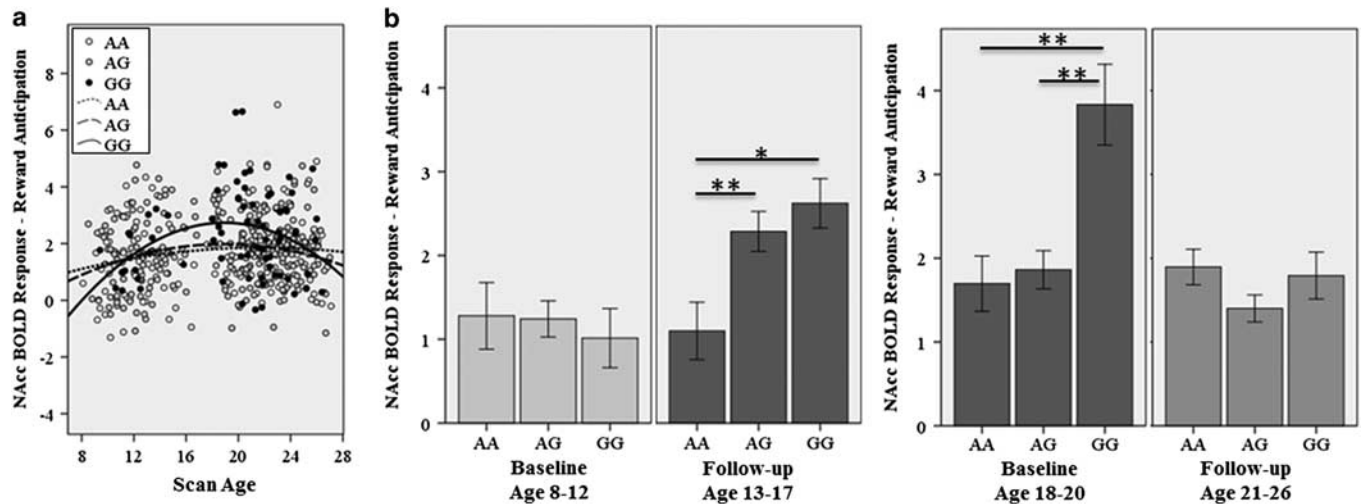 a
NAcc BOLD Response - Reward Anticipation
8
6
4
2
0
-2
-4
AA
AG
GG
AA
AG
GG
8 12 16 20 24 28
Scan Age
b
NAcc BOLD Response - Reward Anticipation
4
3
2
1
0
AA AG GG
Baseline
Age 8-12
*
**
AA AG GG
Follow-up
Age 13-17
NAcc BOLD Response - Reward Anticipation
4
3
2
1
0
**
**
AA AG GG
Baseline
Age 18-20
AA AG GG
Follow-up
Age 21-26